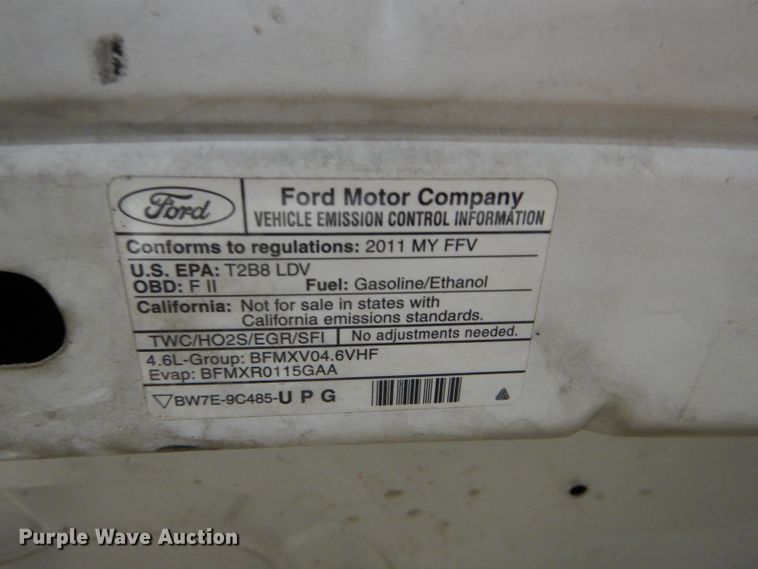 Ford
Ford Motor Company
VEHICLE EMISSION CONTROL INFORMATION
Conforms to regulations: 2011 MY FFV
U.S. EPA: T2B8 LDV
OBD: F II Fuel: Gasoline/Ethanol
California: Not for sale in states with
California emissions standards.
TWC/HO2S/EGR/SFI No adjustments needed.
4.6L-Group: BFMXV04.6VHF
Evap: BFMXR0115GAA
BW7E-9C485-U P G
Purple Wave Auction